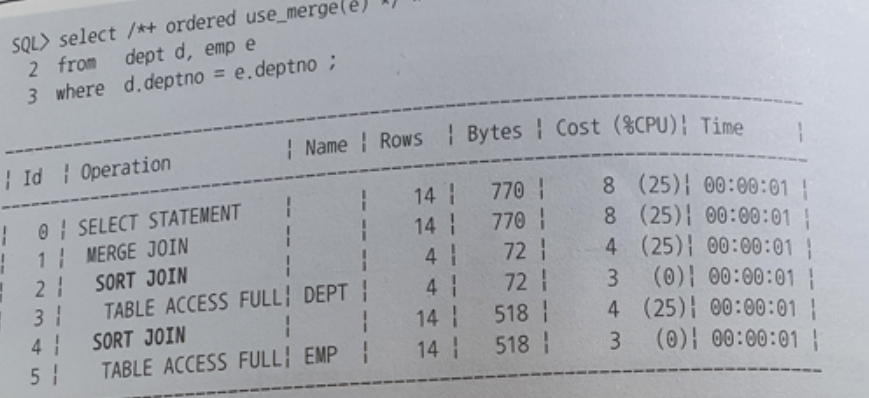 SQL> select /*+ ordered use_merge(e) */
2 from dept d, emp e
3 where d.deptno = e.deptno ;
| Id | Operation | Name | Rows | Bytes | Cost (%CPU)| Time |
| 0 | SELECT STATEMENT | | 14 | 770 | 8 (25)| 00:00:01 |
| 1 | MERGE JOIN | | 14 | 770 | 8 (25)| 00:00:01 |
| 2 | SORT JOIN | | 4 | 72 | 4 (25)| 00:00:01 |
| 3 | TABLE ACCESS FULL| DEPT | 4 | 72 | 3 (0)| 00:00:01 |
| 4 | SORT JOIN | | 14 | 518 | 4 (25)| 00:00:01 |
| 5 | TABLE ACCESS FULL| EMP | 14 | 518 | 3 (0)| 00:00:01 |